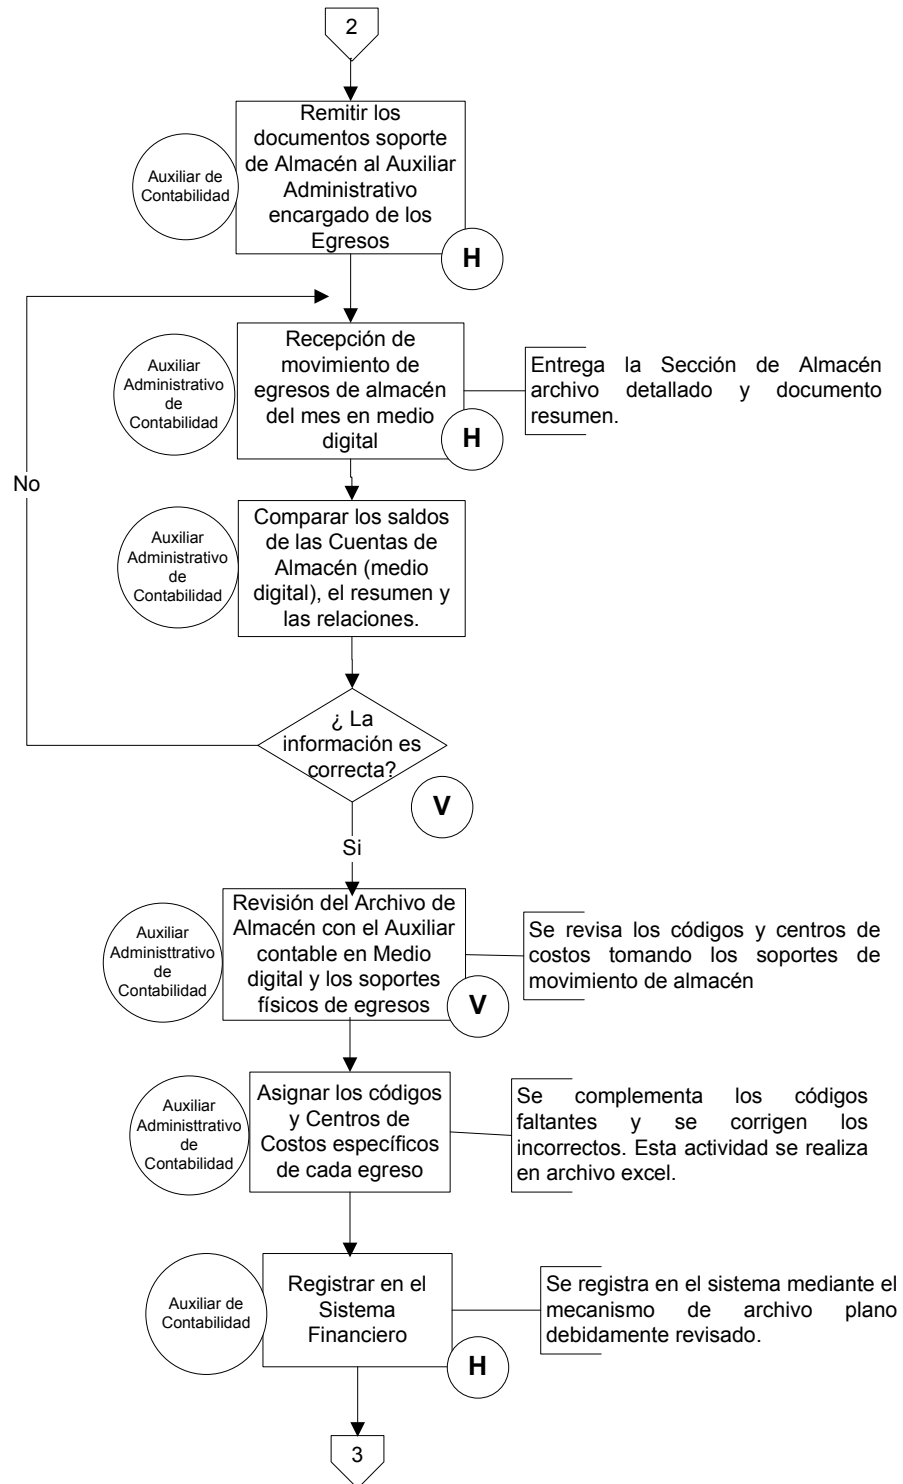 2
Remitir los
documentos soporte
de Almacén al Auxiliar
Administrativo
encargado de los
Egresos
Auxiliar de
Contabilidad
H
Recepción de
movimiento de
egresos de almacén
del mes en medio
digital
Auxiliar
Administrativo
de
Contabilidad
H
Entrega la Sección de Almacén
archivo detallado y documento
resumen.
No
Comparar los saldos
de las Cuentas de
Almacén (medio
digital), el resumen y
las relaciones.
Auxiliar
Administrativo
de
Contabilidad
¿ La
información es
correcta?
V
Si
Revisión del Archivo de
Almacén con el Auxiliar
contable en Medio
digital y los soportes
físicos de egresos
Auxiliar
Administtrativo
de
Contabilidad
V
Se revisa los códigos y centros de
costos tomando los soportes de
movimiento de almacén
Asignar los códigos
y Centros de
Costos específicos
de cada egreso
Auxiliar
Administtrativo
de
Contabilidad
Se complementa los códigos
faltantes y se corrigen los
incorrectos. Esta actividad se realiza
en archivo excel.
Registrar en el
Sistema
Financiero
Auxiliar de
Contabilidad
H
Se registra en el sistema mediante el
mecanismo de archivo plano
debidamente revisado.
3